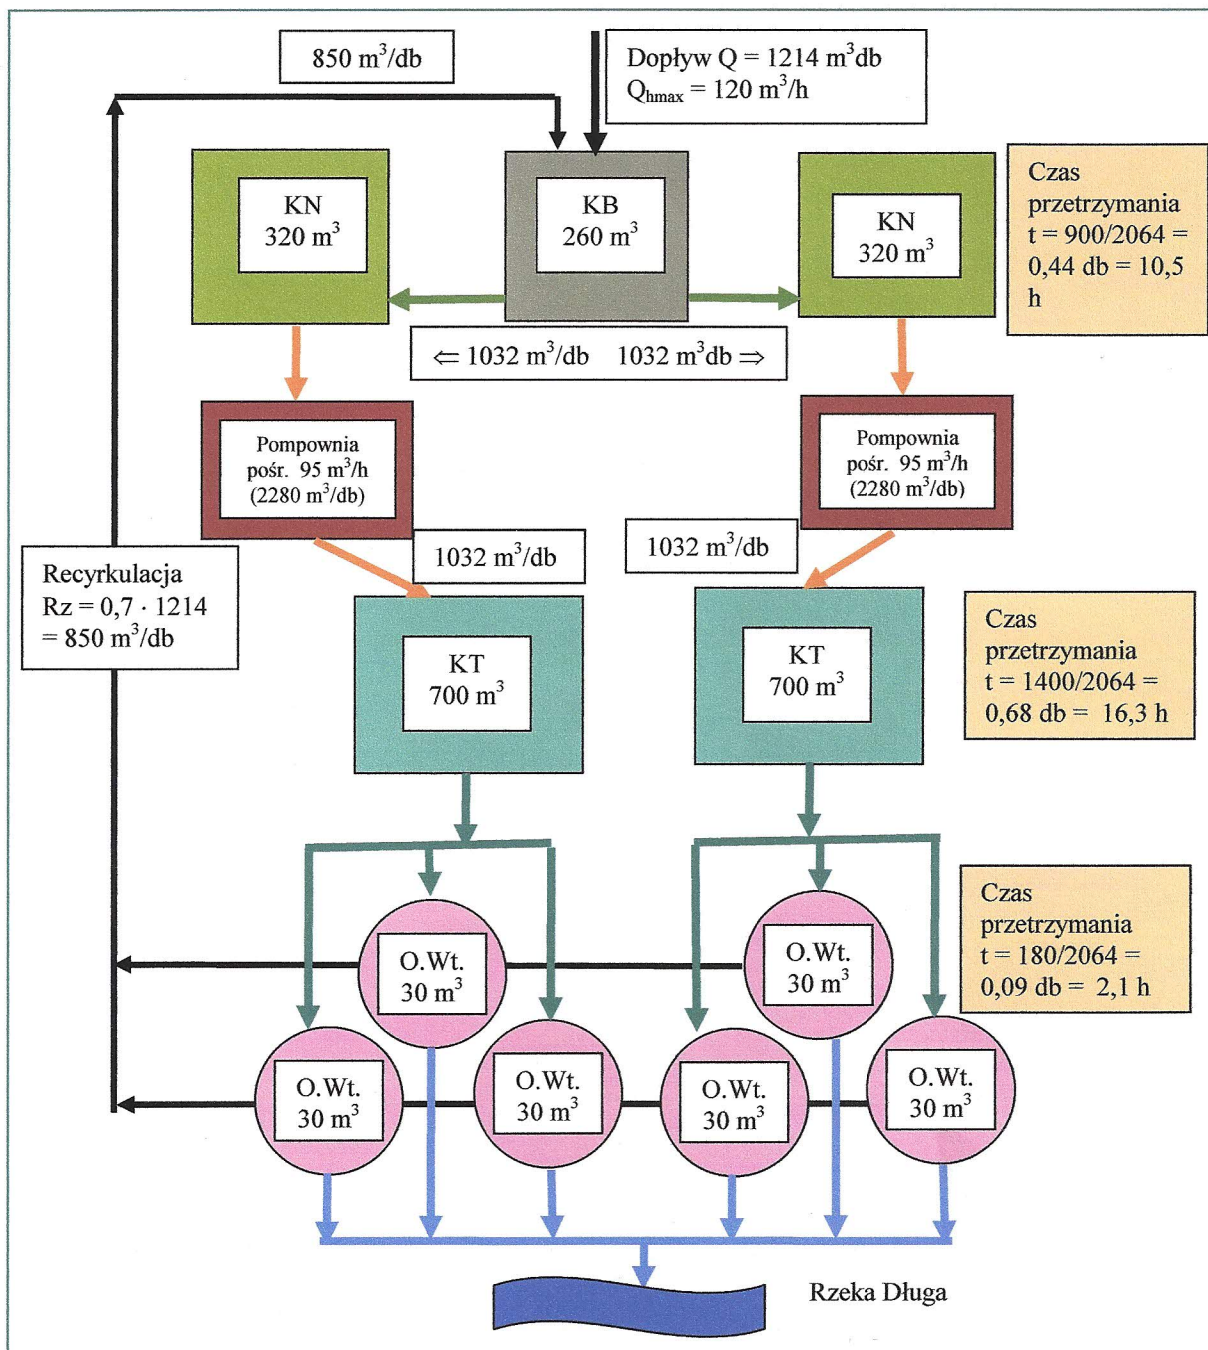 850 m³/db
Dopływ Q = 1214 m³db
Qhmax = 120 m³/h
KN
320 m³
KB
260 m³
KN
320 m³
Czas
przetrzymania
t = 900/2064 =
0,44 db = 10,5
h
⇐ 1032 m³/db 1032 m³db ⇒
Pompownia
pośr. 95 m³/h
(2280 m³/db)
Pompownia
pośr. 95 m³/h
(2280 m³/db)
1032 m³/db
1032 m³/db
Recyrkulacja
Rz = 0,7 · 1214
= 850 m³/db
KT
700 m³
KT
700 m³
Czas
przetrzymania
t = 1400/2064 =
0,68 db = 16,3 h
Czas
przetrzymania
t = 180/2064 =
0,09 db = 2,1 h
O.Wt.
30 m³
O.Wt.
30 m³
O.Wt.
30 m³
O.Wt.
30 m³
O.Wt.
30 m³
O.Wt.
30 m³
Rzeka Długa